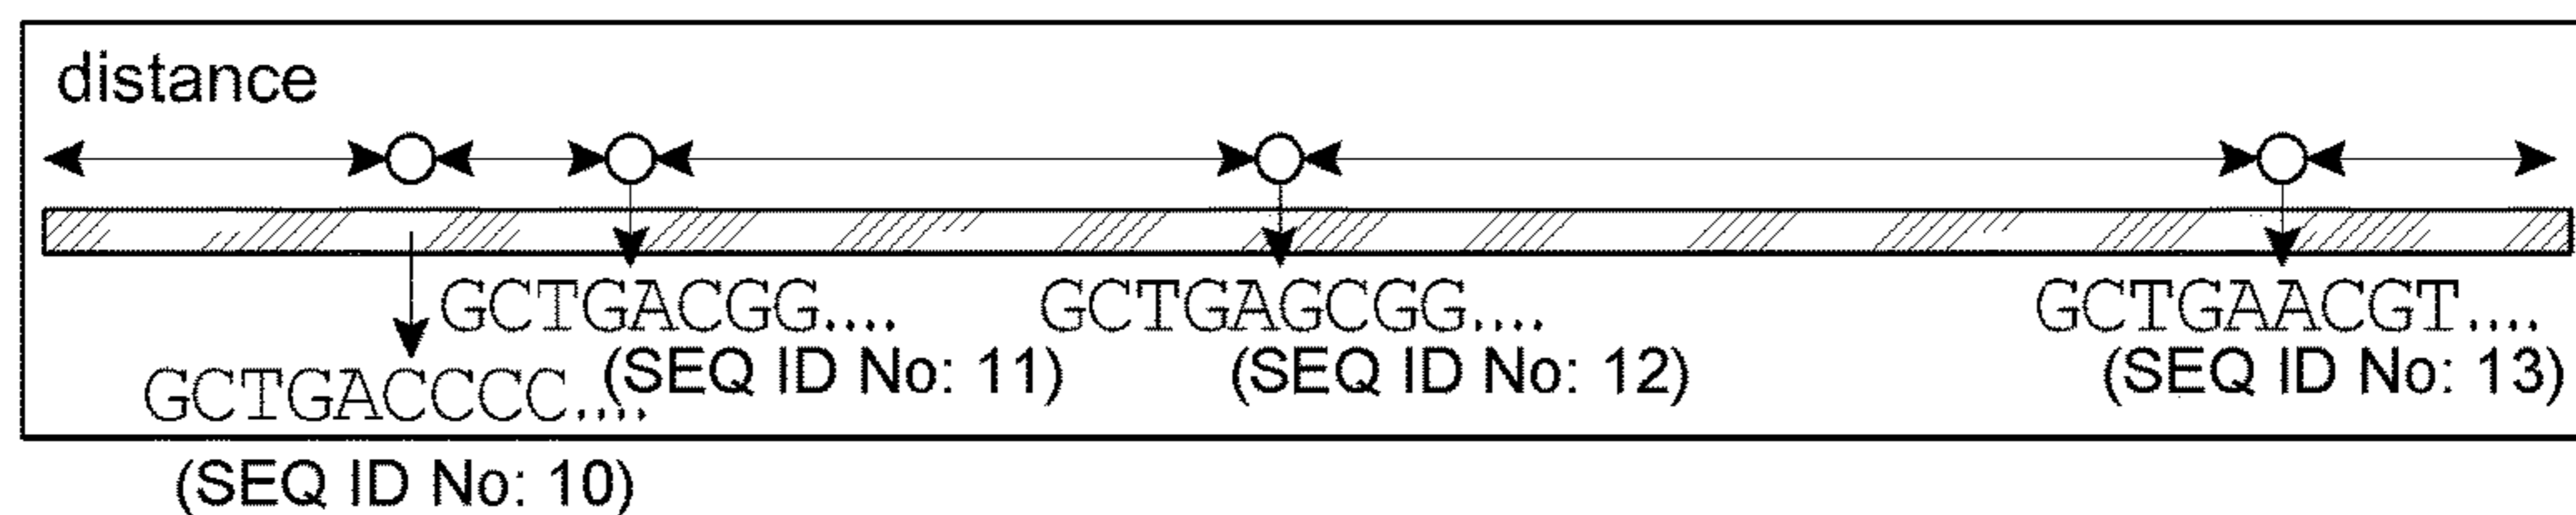 distance
GCTGACGG.... GCTGAGCGG.... GCTGAACGT....
(SEQ ID No: 11) (SEQ ID No: 12) (SEQ ID No: 13)
GCTGACCCC....
(SEQ ID No: 10)